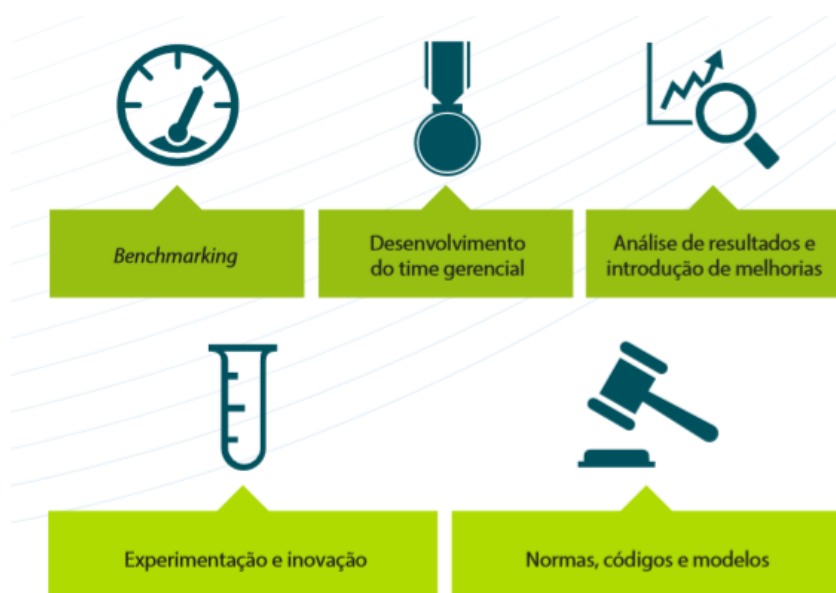 Benchmarking
Desenvolvimento
do time gerencial
Análise de resultados e
introdução de melhorias
Experimentação e inovação
Normas, códigos e modelos